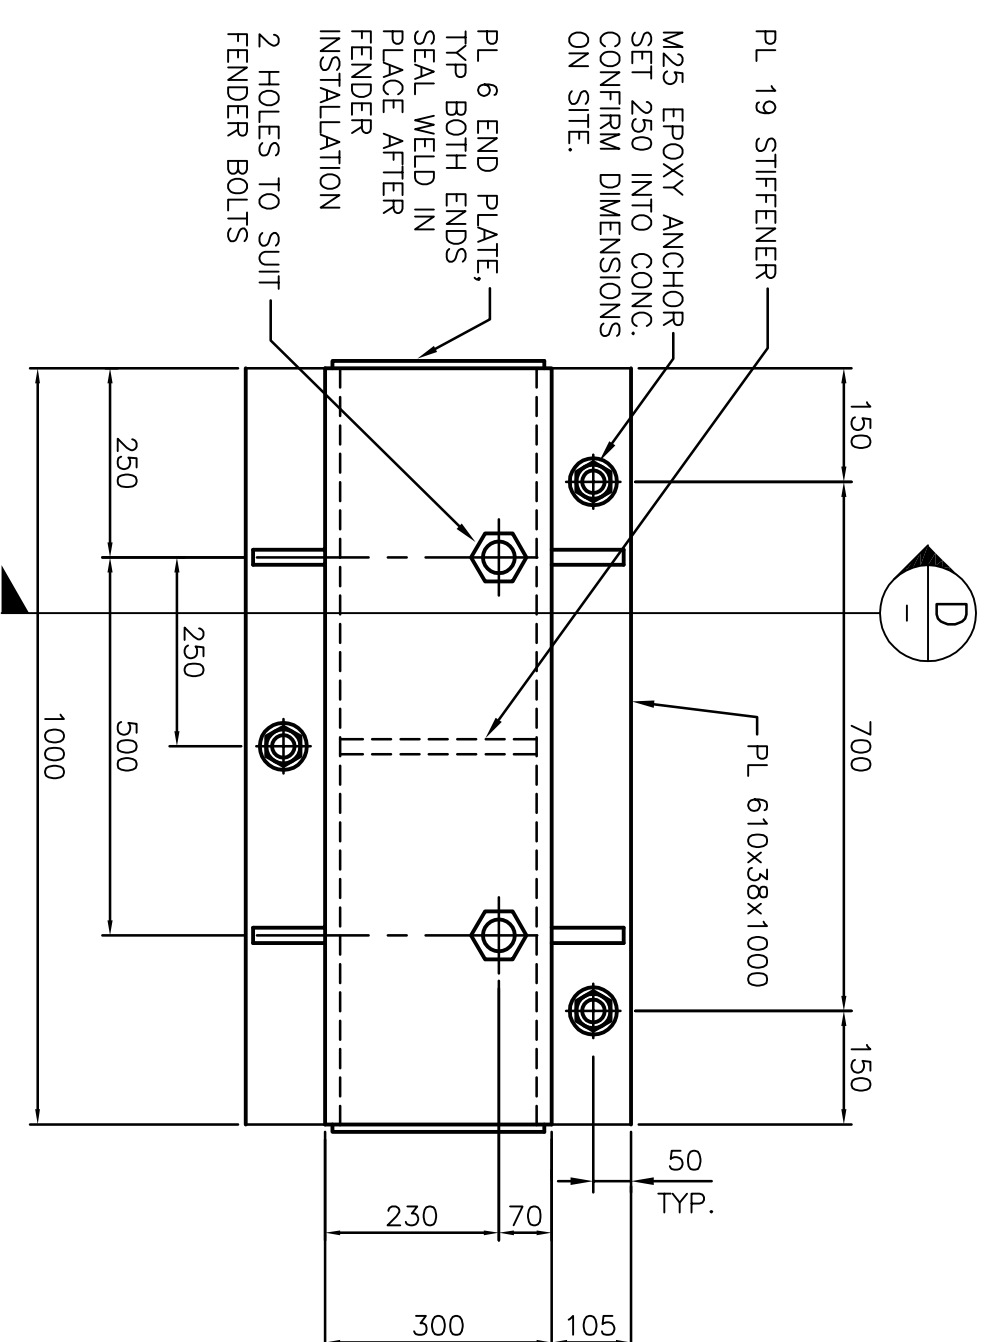 PL 19 STIFFENER
M25 EPOXY ANCHOR
SET 250 INTO CONC.
CONFIRM DIMENSIONS
ON SITE.
PL 6 END PLATE,
TYP BOTH ENDS
SEAL WELD IN
PLACE AFTER
FENDER
INSTALLATION
2 HOLES TO SUIT
FENDER BOLTS
150
700
150
D
-
PL 610x38x1000
50
TYP.
70
230
105
300
250
250
500
1000